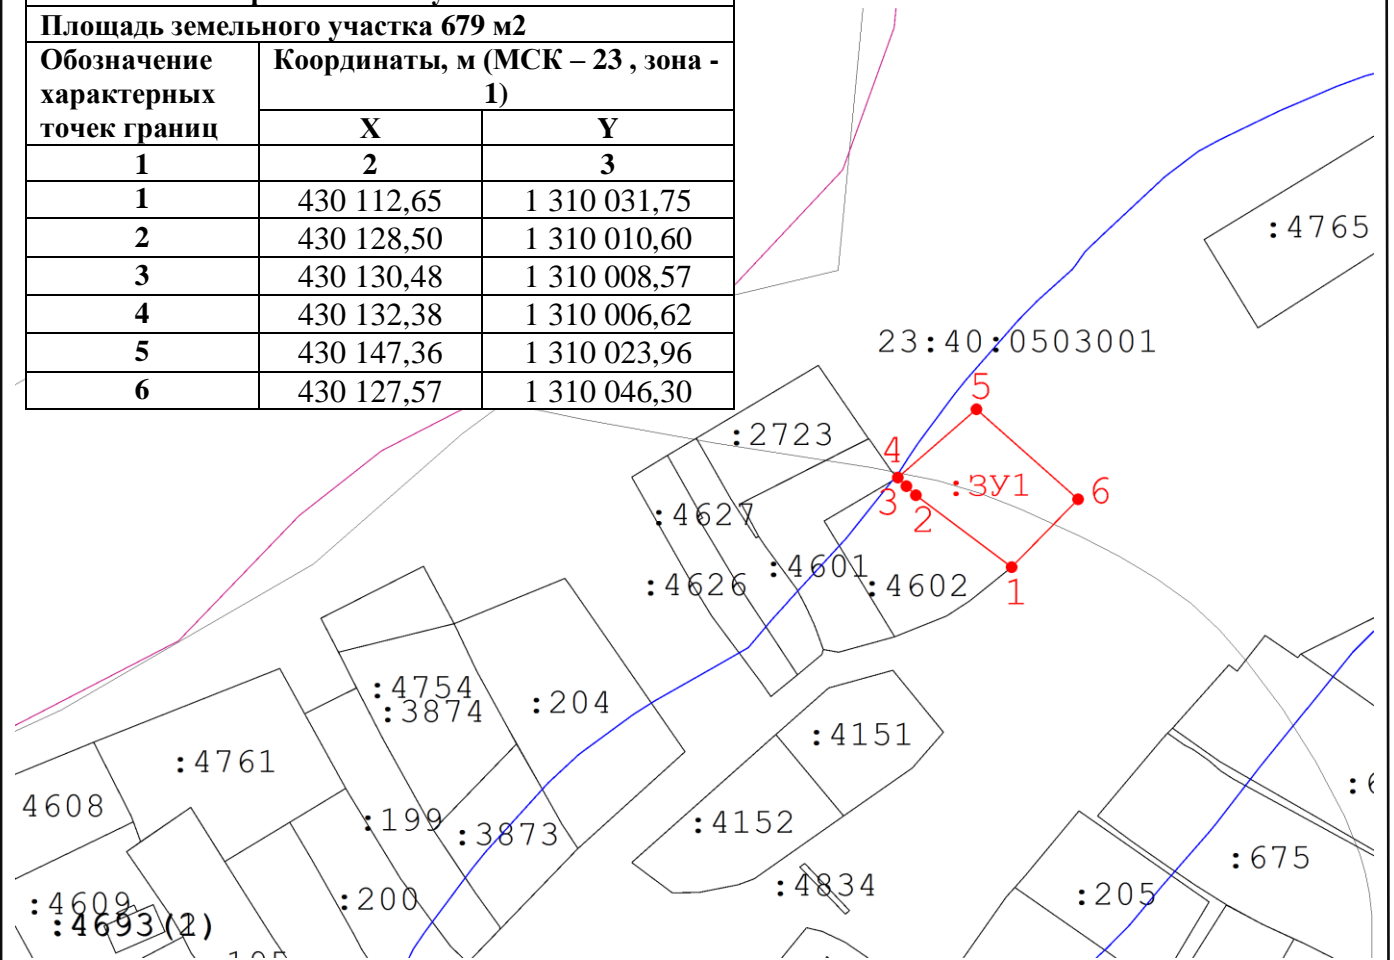 Площадь земельного участка 679 м2
Обозначение характерных точек границ
Координаты, м (МСК – 23 , зона - 1)
X Y
1 2 3
1 430 112,65 1 310 031,75
2 430 128,50 1 310 010,60
3 430 130,48 1 310 008,57
4 430 132,38 1 310 006,62
5 430 147,36 1 310 023,96
6 430 127,57 1 310 046,30
:4765
23:40:0503001
5
:2723
4
:ЗУ1
6
3
2
:4627
:4601
:4626
:4602
1
:4754
:3874
:204
:4151
:4761
4608
:199
:3873
:4152
:675
:4834
:205
:200
:4609
:4693(2)